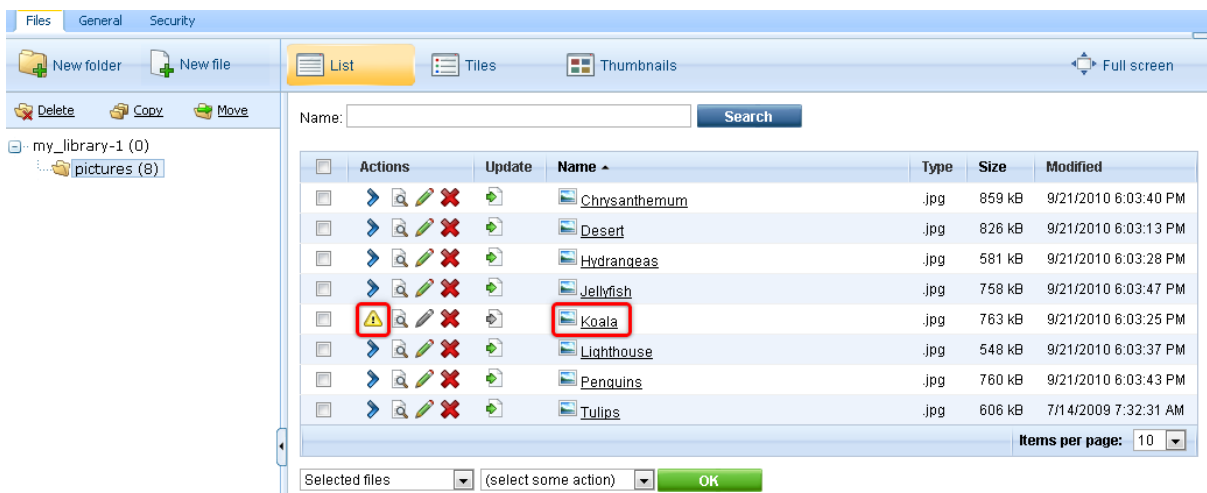 Files General Security
New folder New file List Tiles Thumbnails Full screen
Delete Copy Move
Name: Search
my_library-1 (0)
pictures (8)
Actions Update Name Type Size Modified
Chrysanthemum .jpg 859 kB 9/21/2010 6:03:40 PM
Desert .jpg 826 kB 9/21/2010 6:03:13 PM
Hydrangeas .jpg 581 kB 9/21/2010 6:03:28 PM
Jellyfish .jpg 758 kB 9/21/2010 6:03:47 PM
Koala .jpg 763 kB 9/21/2010 6:03:25 PM
Lighthouse .jpg 548 kB 9/21/2010 6:03:37 PM
Penguins .jpg 760 kB 9/21/2010 6:03:43 PM
Tulips .jpg 606 kB 7/14/2009 7:32:31 AM
Items per page: 10
Selected files (select some action) OK